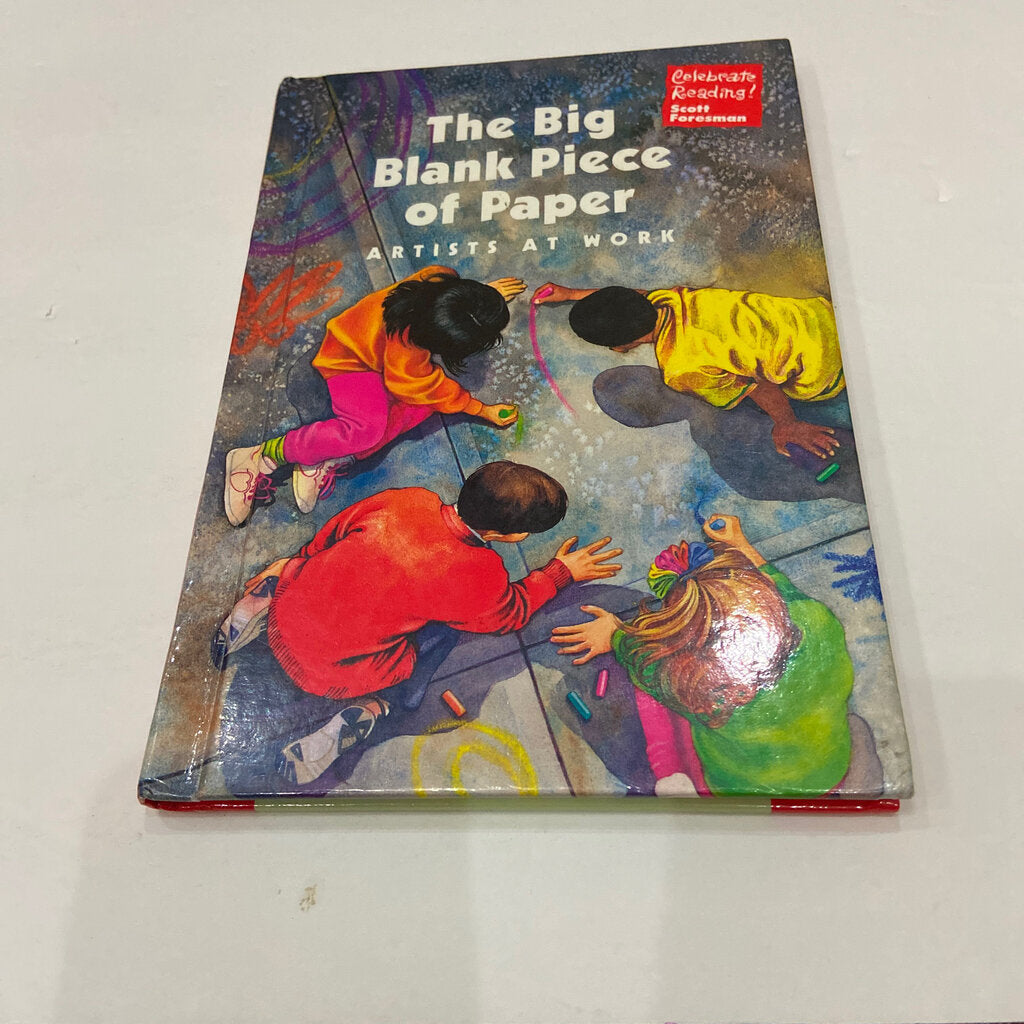 Celebrate
Reading!
Scott
Foresman
The Big
Blank Piece
of Paper
ARTISTS AT WORK